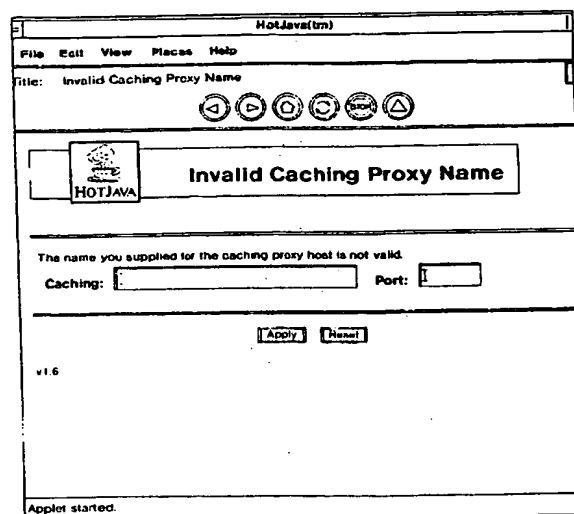 HotJava(tm)
File Edit View Places Help
Title: Invalid Caching Proxy Name
STOP
HOTJAVA
Invalid Caching Proxy Name
The name you supplied for the caching proxy host is not valid.
Caching: Port:
Apply Reset
v1.6
Applet started.